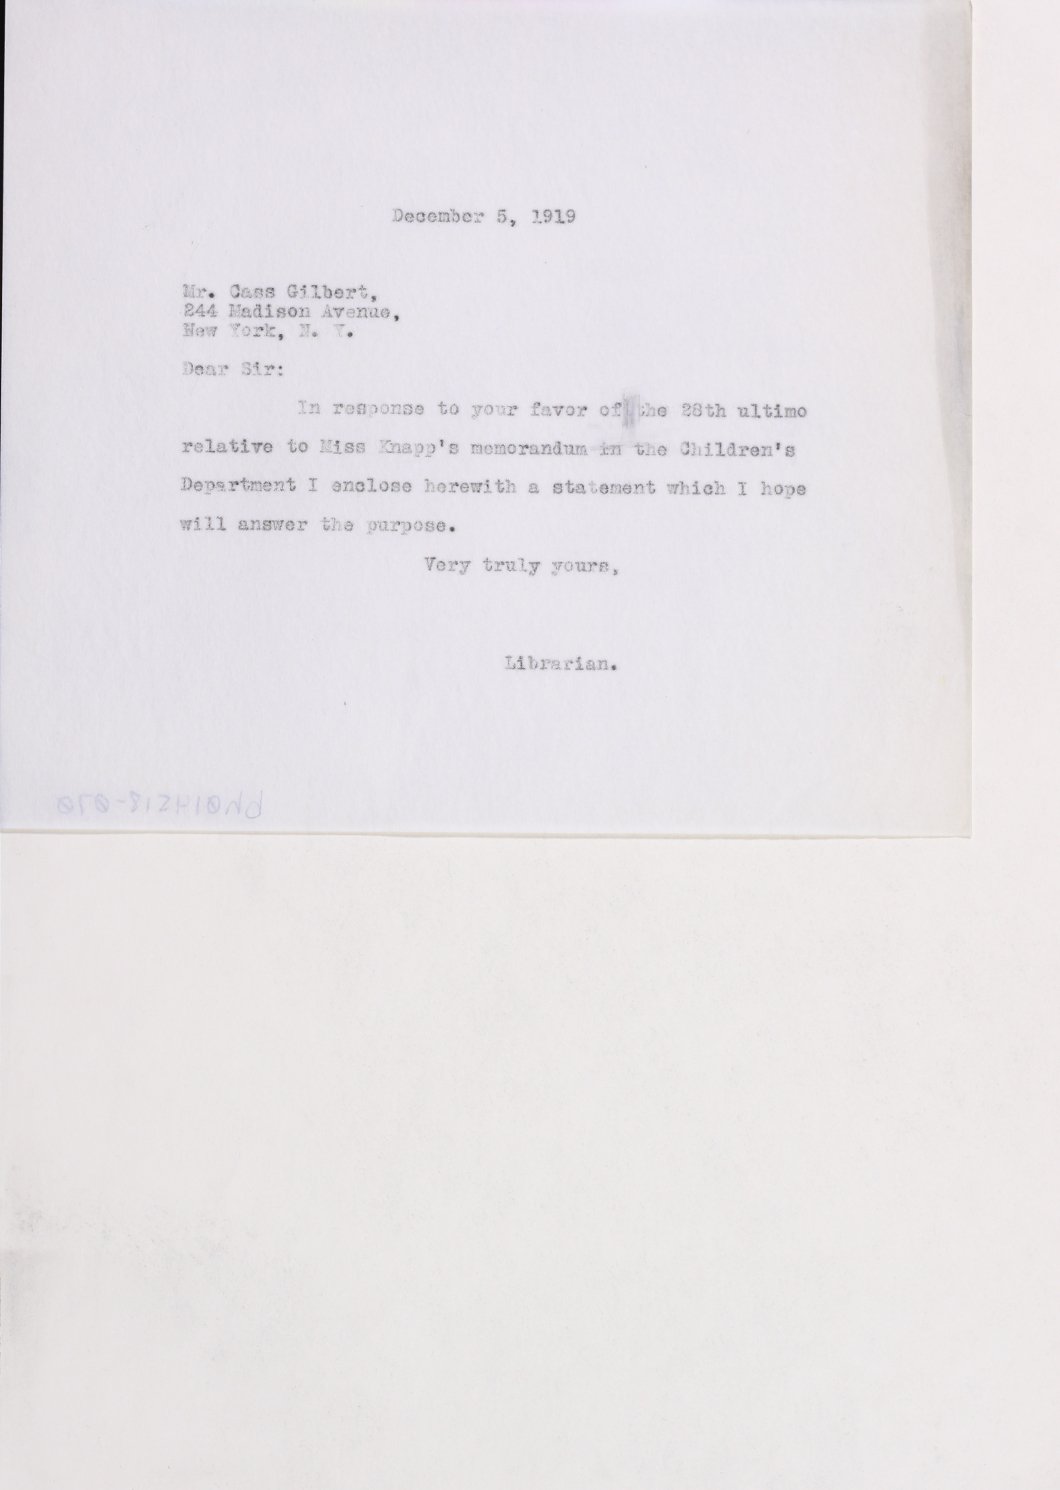 December 5, 1919
Mr. Cass Gilbert,
244 Madison Avenue,
New York, N. Y.
Dear Sir:
In response to your favor of the 28th ultimo
relative to Miss Knapp's memorandum in the Children's
Department I enclose herewith a statement which I hope
will answer the purpose.
Very truly yours,
Librarian.